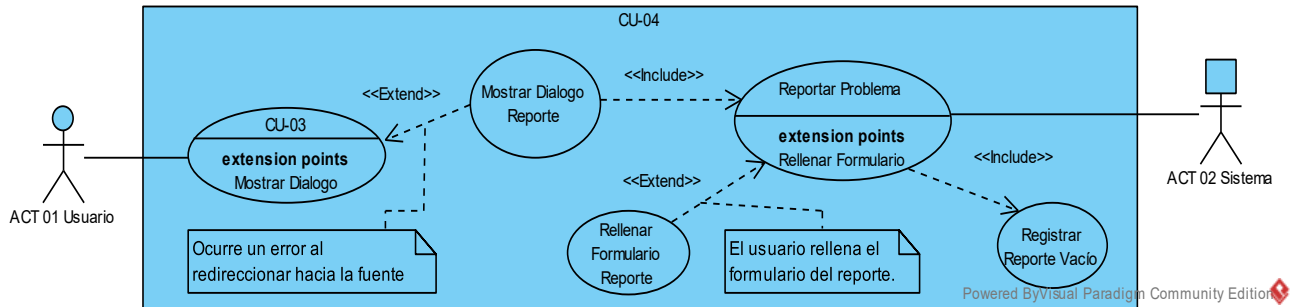 CU-04
<<Extend>>
<<Include>>
Mostrar Dialogo
Reporte
Reportar Problema
extension points
Rellenar Formulario
CU-03
extension points
Mostrar Dialogo
<<Include>>
<<Extend>>
ACT 01 Usuario
ACT 02 Sistema
Ocurre un error al
redireccionar hacia la fuente
Rellenar
Formulario
Reporte
El usuario rellena el
formulario del reporte.
Registrar
Reporte Vacío
Powered ByVisual Paradigm Community Edition